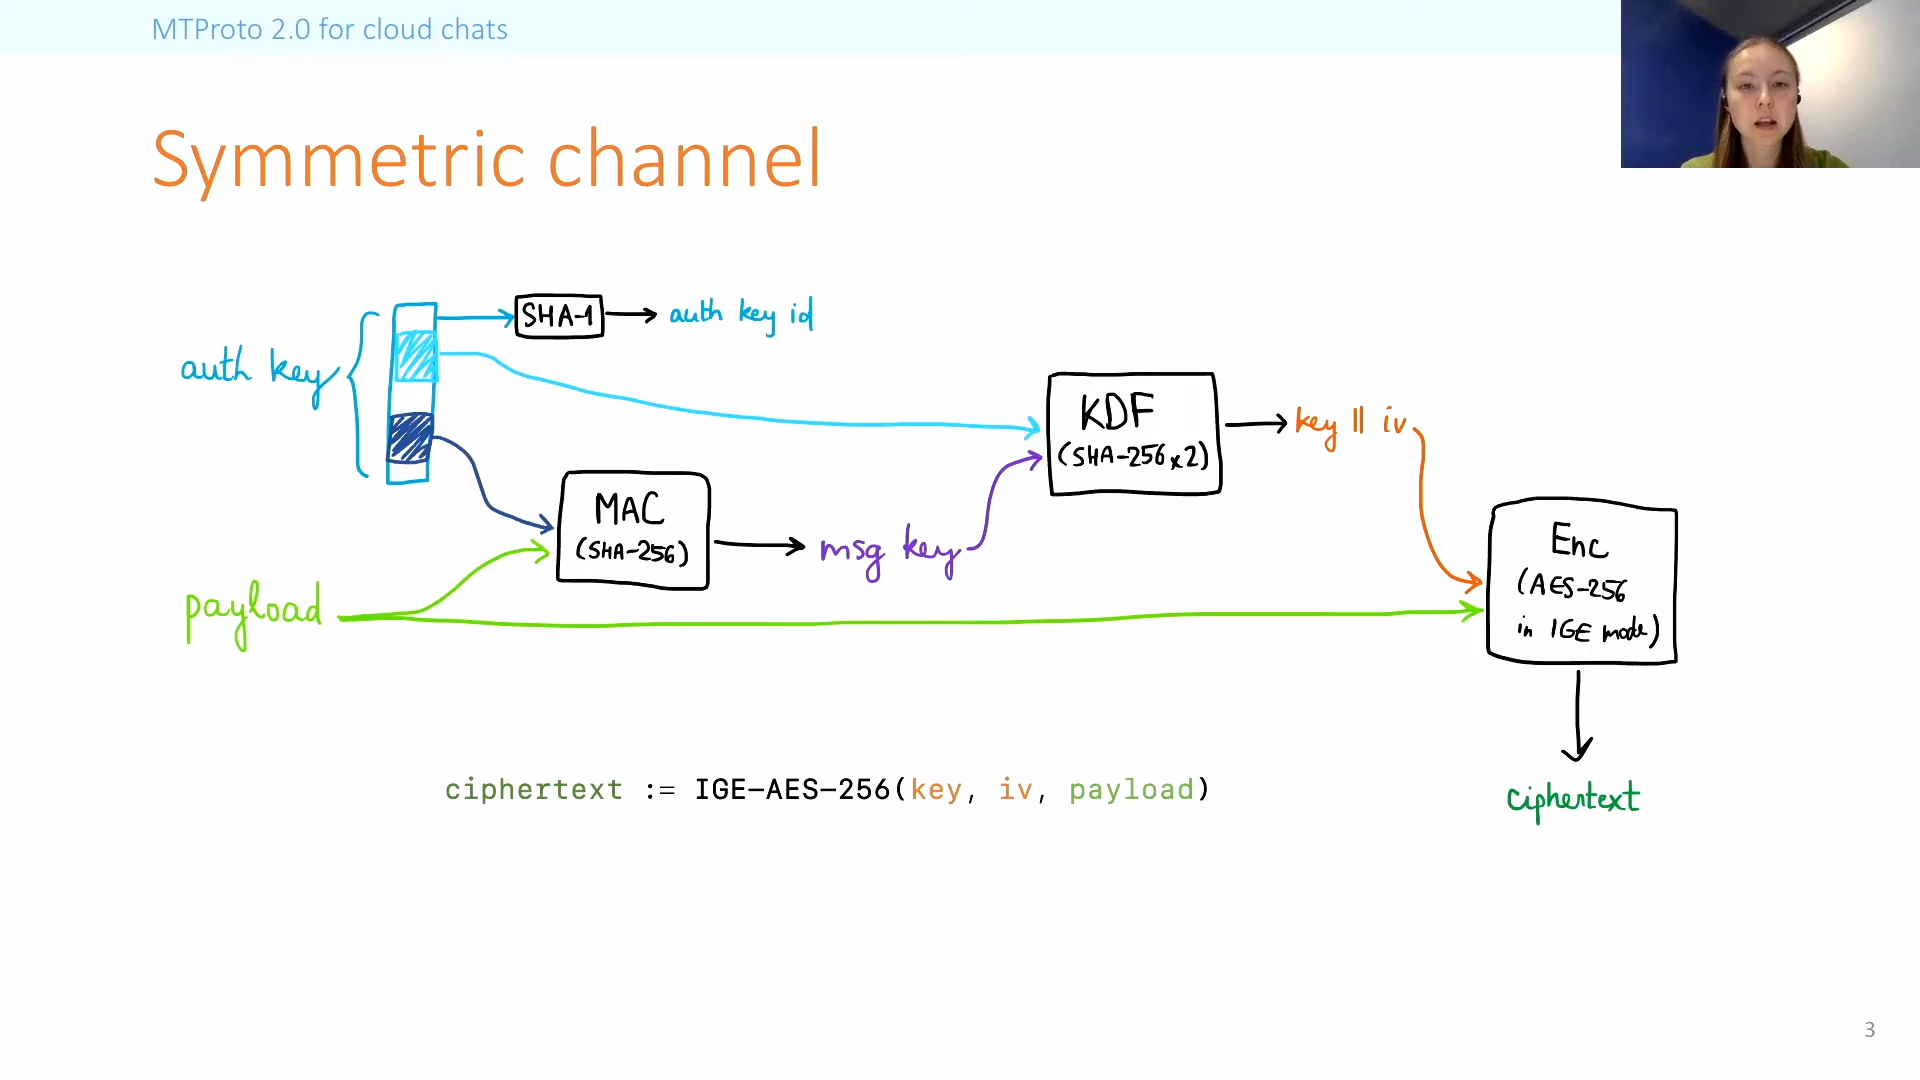 MTProto 2.0 for cloud chats
Symmetric channel
SHA-1
auth key id
auth key
KDF
(SHA-256x2)
key || iv
MAC
(SHA-256)
msg key
Enc
(AES-256
in IGE mode)
payload
ciphertext := IGE-AES-256(key, iv, payload)
ciphertext
3